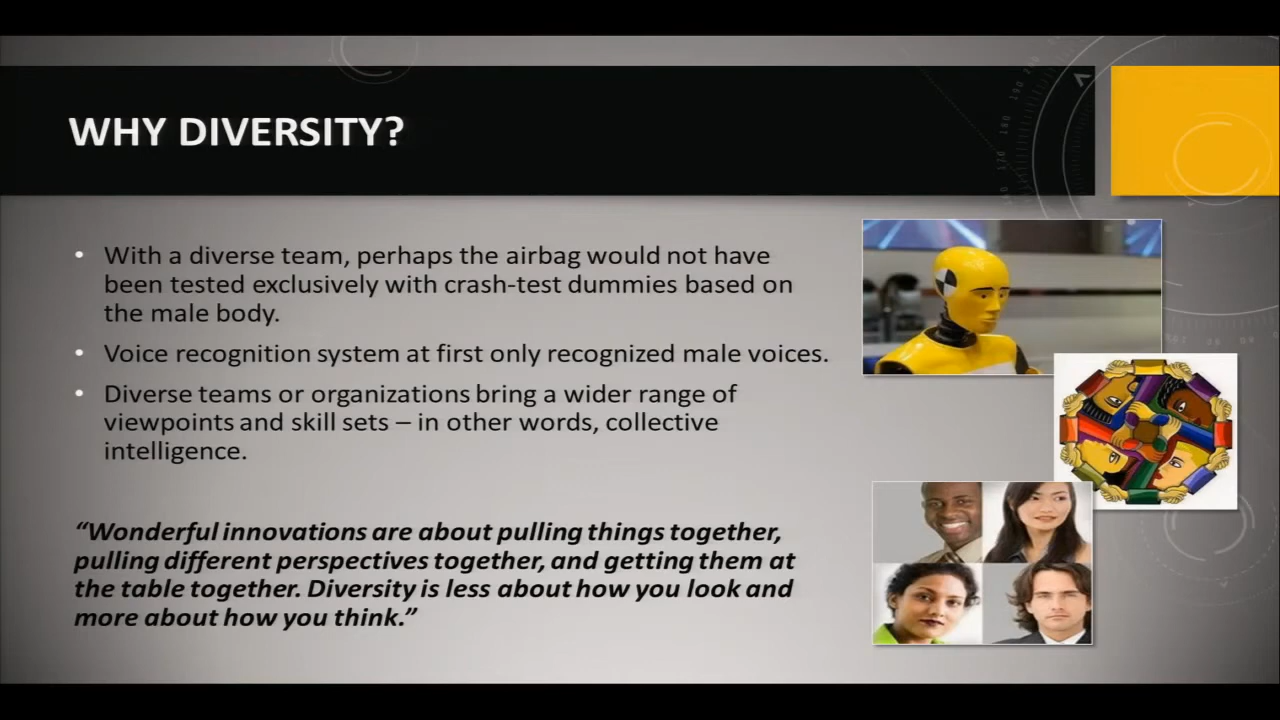 WHY DIVERSITY?
• With a diverse team, perhaps the airbag would not have
been tested exclusively with crash-test dummies based on
the male body.
• Voice recognition system at first only recognized male voices.
• Diverse teams or organizations bring a wider range of
viewpoints and skill sets – in other words, collective
intelligence.
“Wonderful innovations are about pulling things together,
pulling different perspectives together, and getting them at
the table together. Diversity is less about how you look and
more about how you think.”